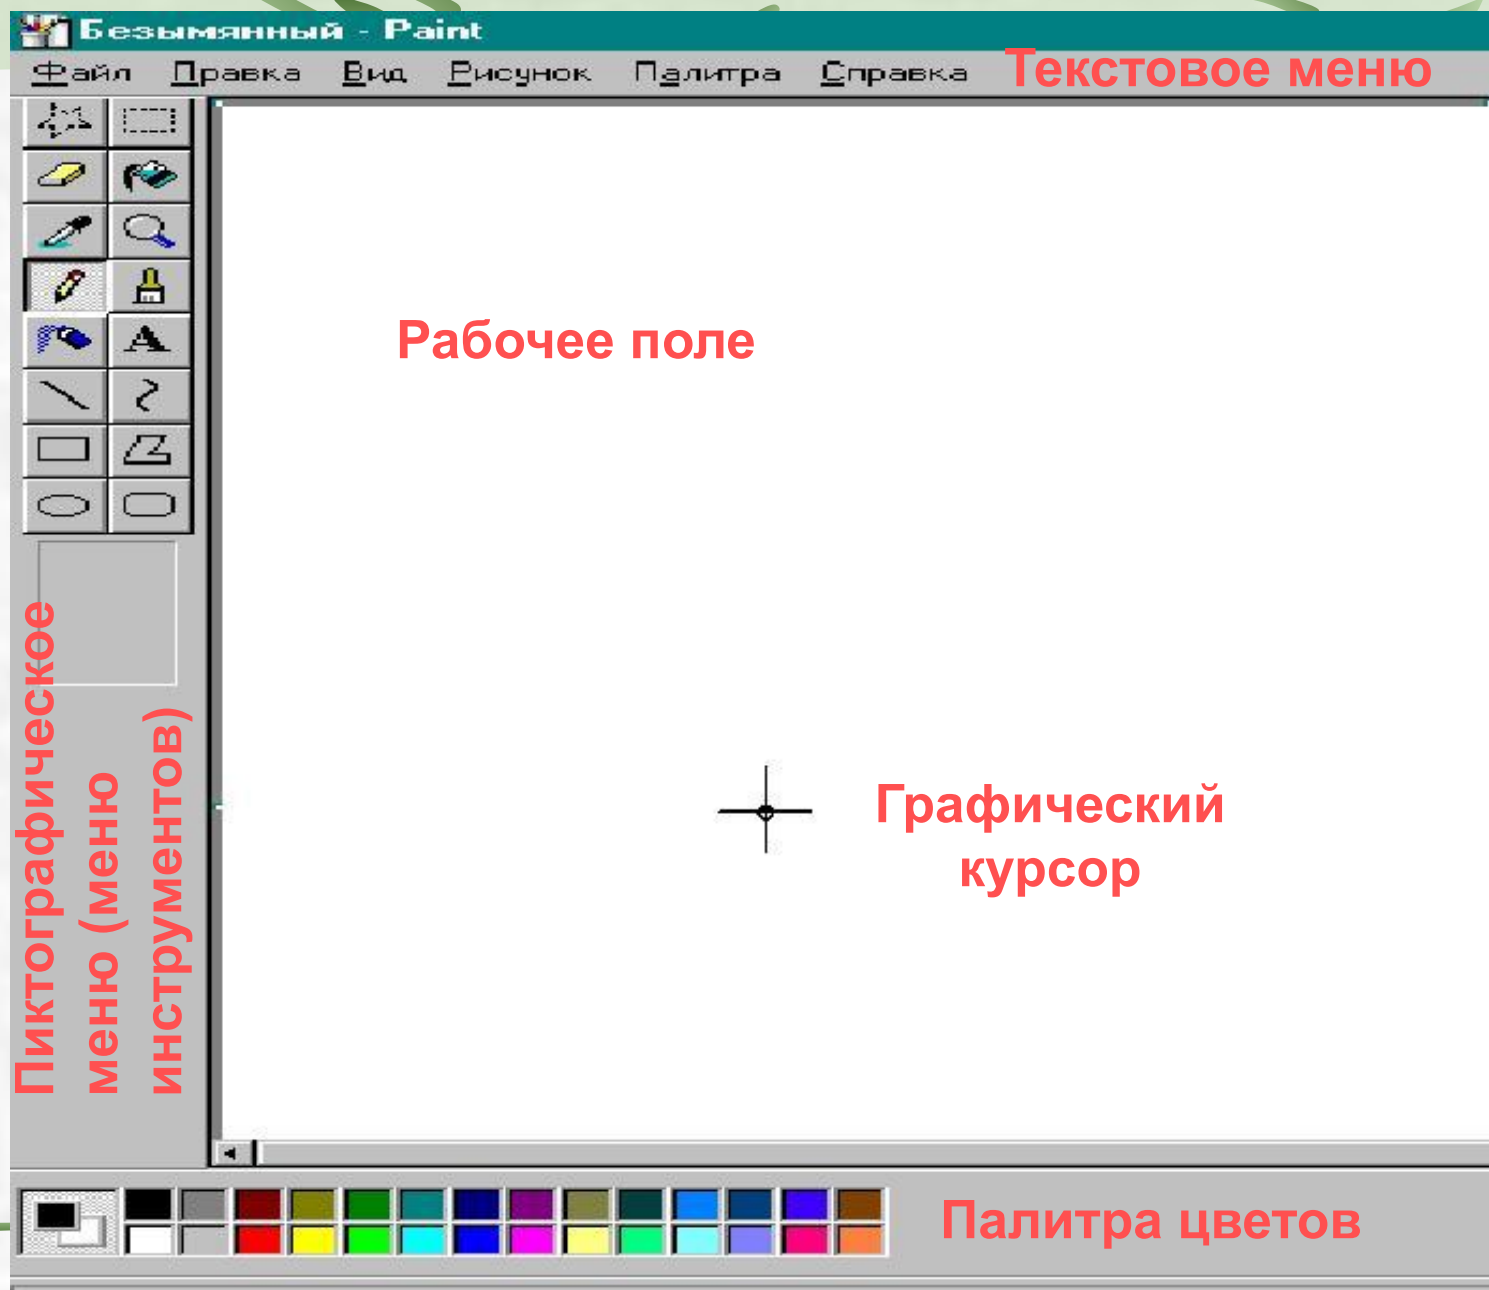 Безымянный - Paint
Файл Правка Вид Рисунок Палитра Справка
Текстовое меню
A
Рабочее поле
Пиктографическое
меню (меню
инструментов)
Графический
курсор
Палитра цветов